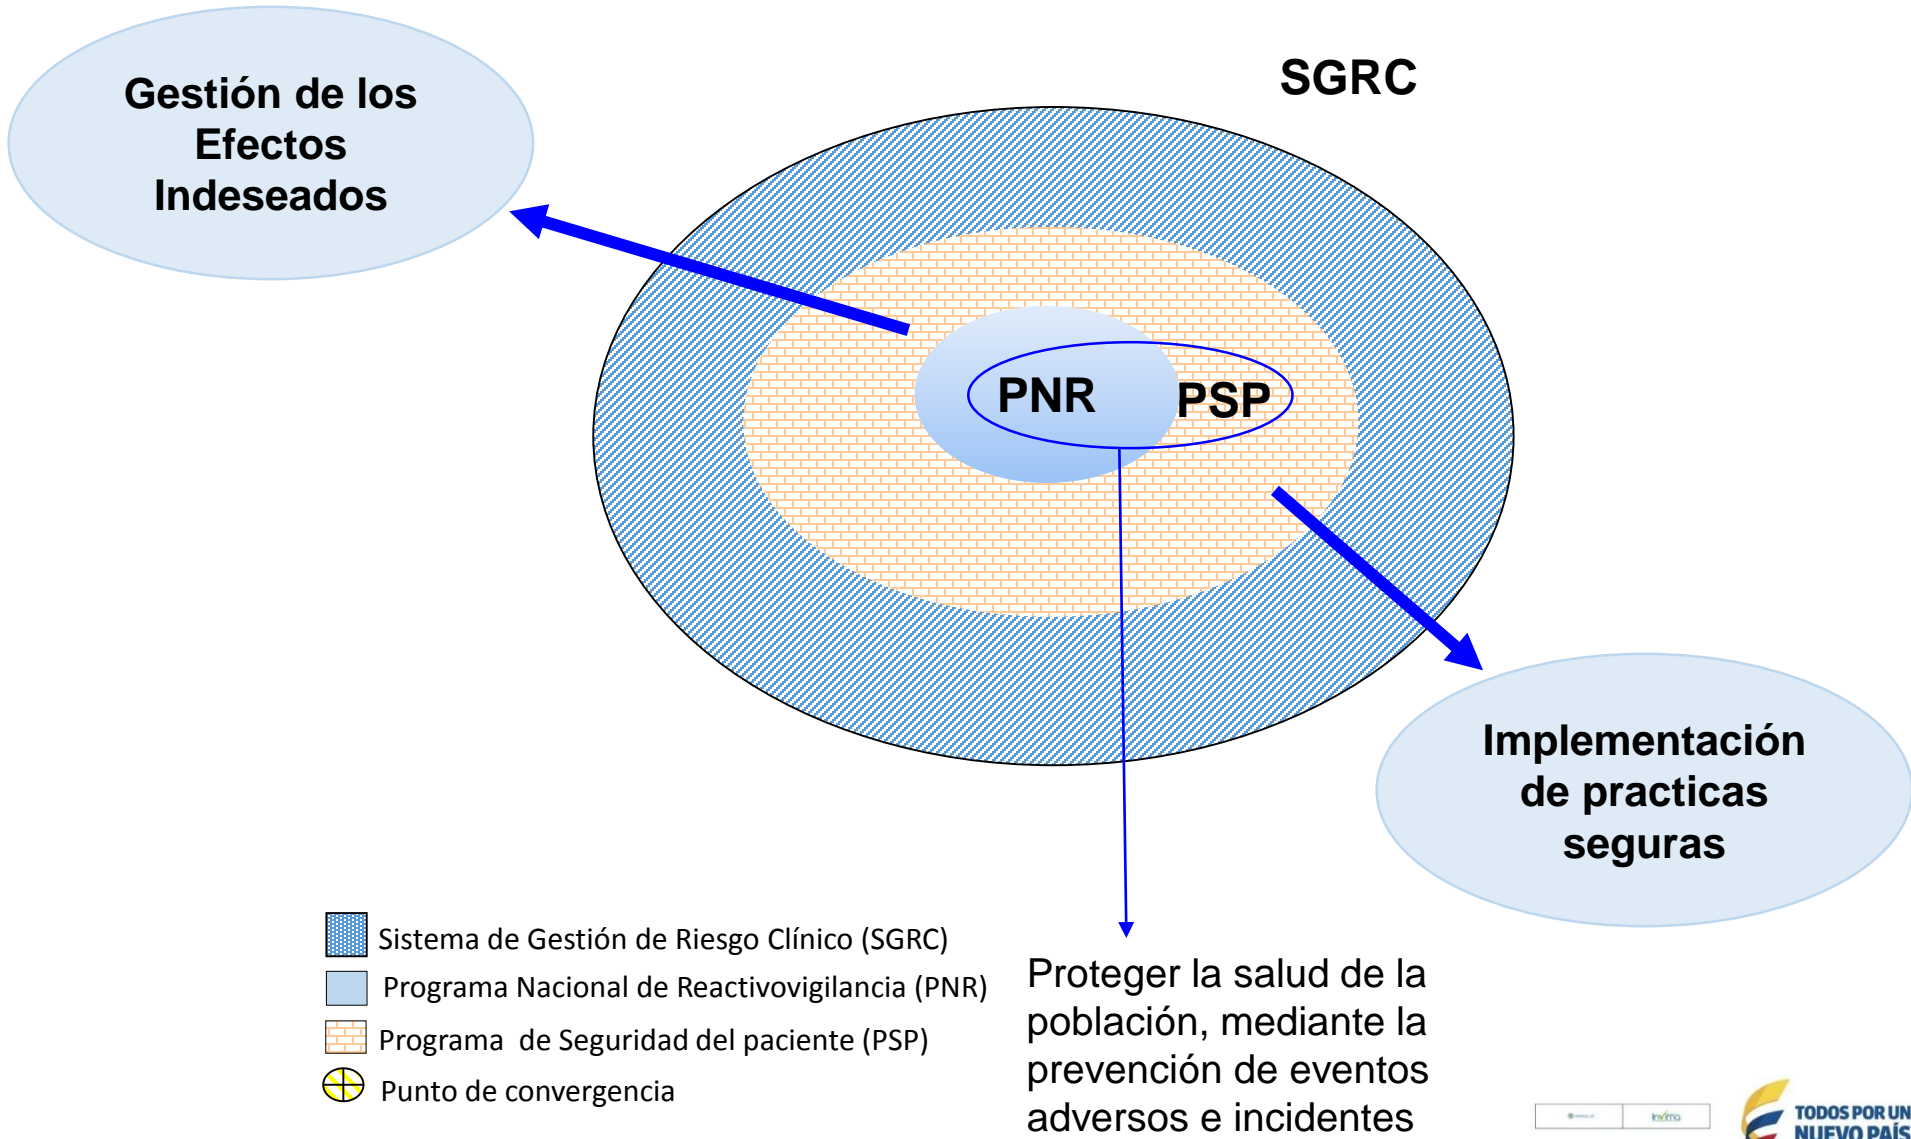 SGRC
Gestión de los
Efectos
Indeseados
PNR
PSP
Implementación
de practicas
seguras
Sistema de Gestión de Riesgo Clínico (SGRC)
Programa Nacional de Reactivovigilancia (PNR)
Programa de Seguridad del paciente (PSP)
Punto de convergencia
Proteger la salud de la
población, mediante la
prevención de eventos
adversos e incidentes
invima
TODOS POR UN
NUEVO PAÍS